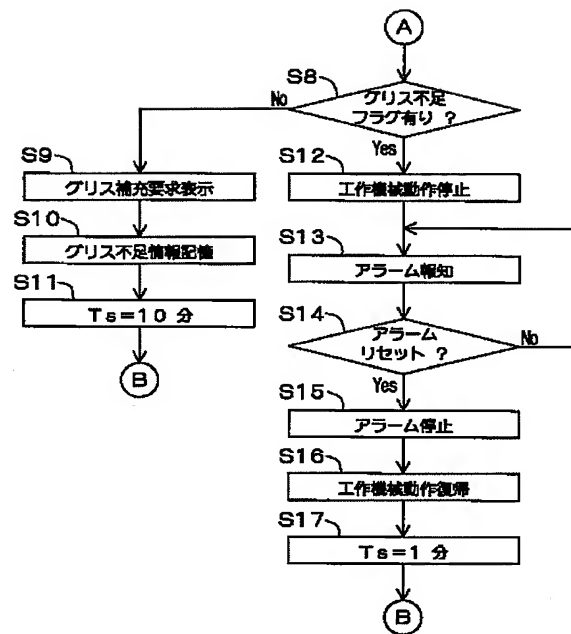 A
S8
グリス不足
フラグ有り ?
No
Yes
S9
グリス補充要求表示
S10
グリス不足情報記憶
S11
Ts=10 分
B
S12
工作機械動作停止
S13
アラーム報知
S14
アラーム
リセット ?
No
Yes
S15
アラーム停止
S16
工作機械動作復帰
S17
Ts=1 分
B